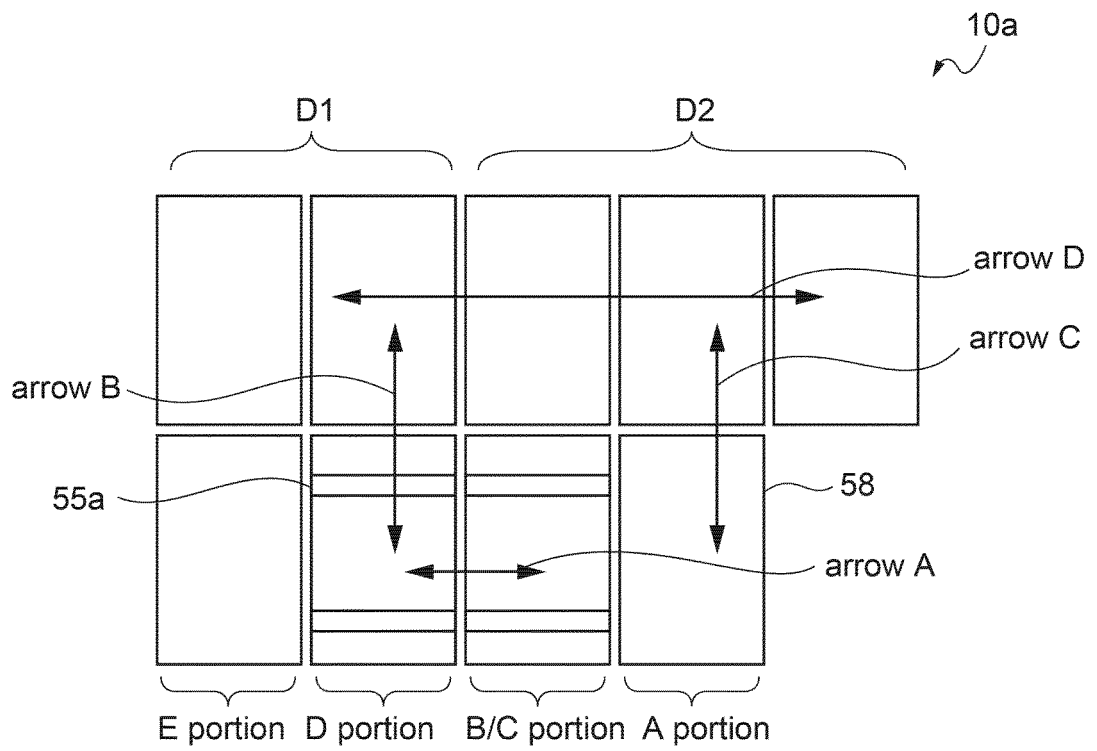 10a
D1
D2
arrow D
arrow C
arrow B
55a
58
arrow A
E portion
D portion
B/C portion
A portion